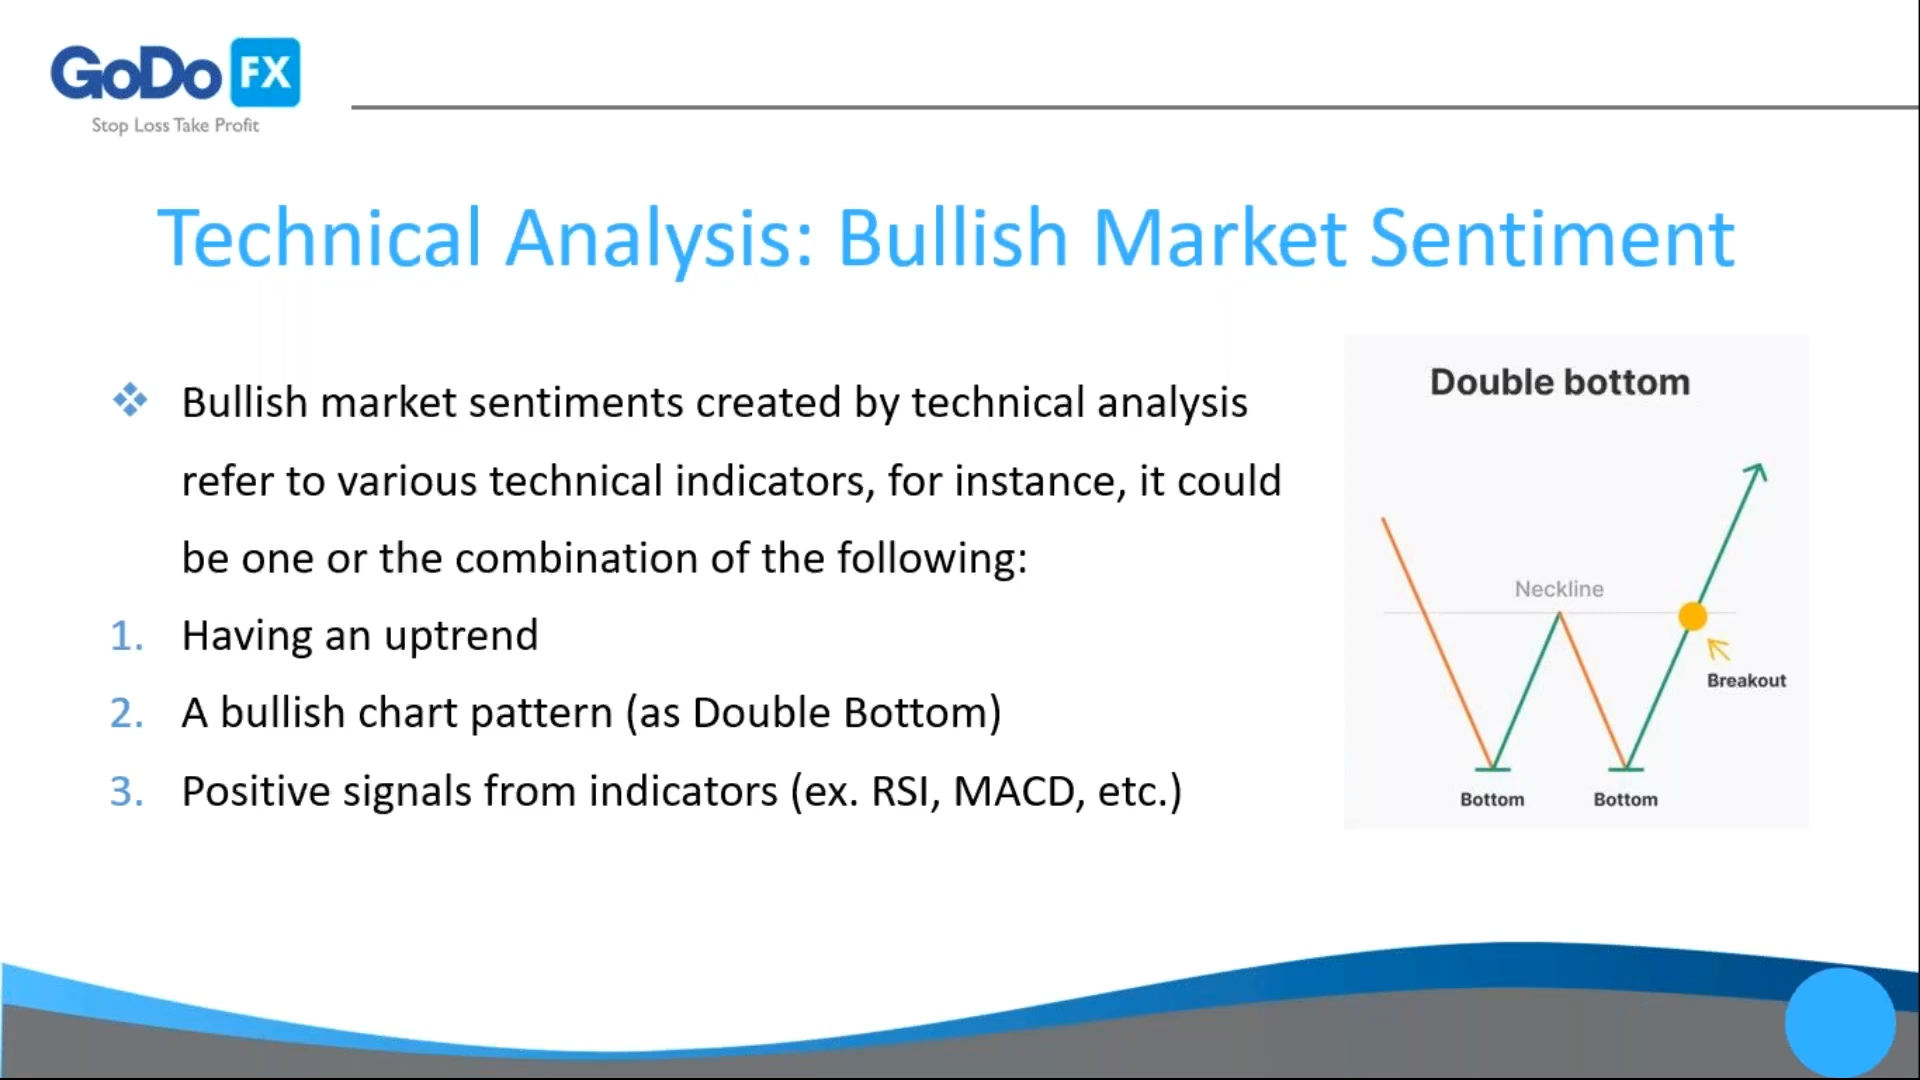 GoDo FX
Stop Loss Take Profit
Technical Analysis: Bullish Market Sentiment
❖ Bullish market sentiments created by technical analysis
refer to various technical indicators, for instance, it could
be one or the combination of the following:
1. Having an uptrend
2. A bullish chart pattern (as Double Bottom)
3. Positive signals from indicators (ex. RSI, MACD, etc.)
Double bottom
Neckline
Breakout
Bottom Bottom